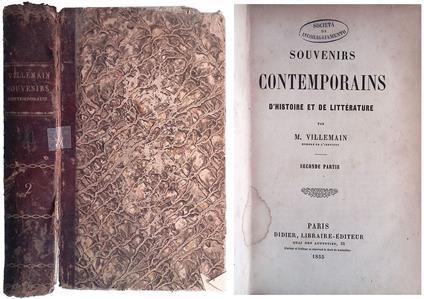 VILLEMAIN
SOUVENIRS
CONTEMPORAINS
2
SOCIETÀ
DI
INCORAGGIAMENTO
SOUVENIRS
CONTEMPORAINS
D'HISTOIRE ET DE LITTÉRATURE
PAR
M. VILLEMAIN
MEMBRE DE L'INSTITUT
SECONDE PARTIE
PARIS
DIDIER, LIBRAIRE-ÉDITEUR
QUAI DES AUGUSTINS, 35
1855